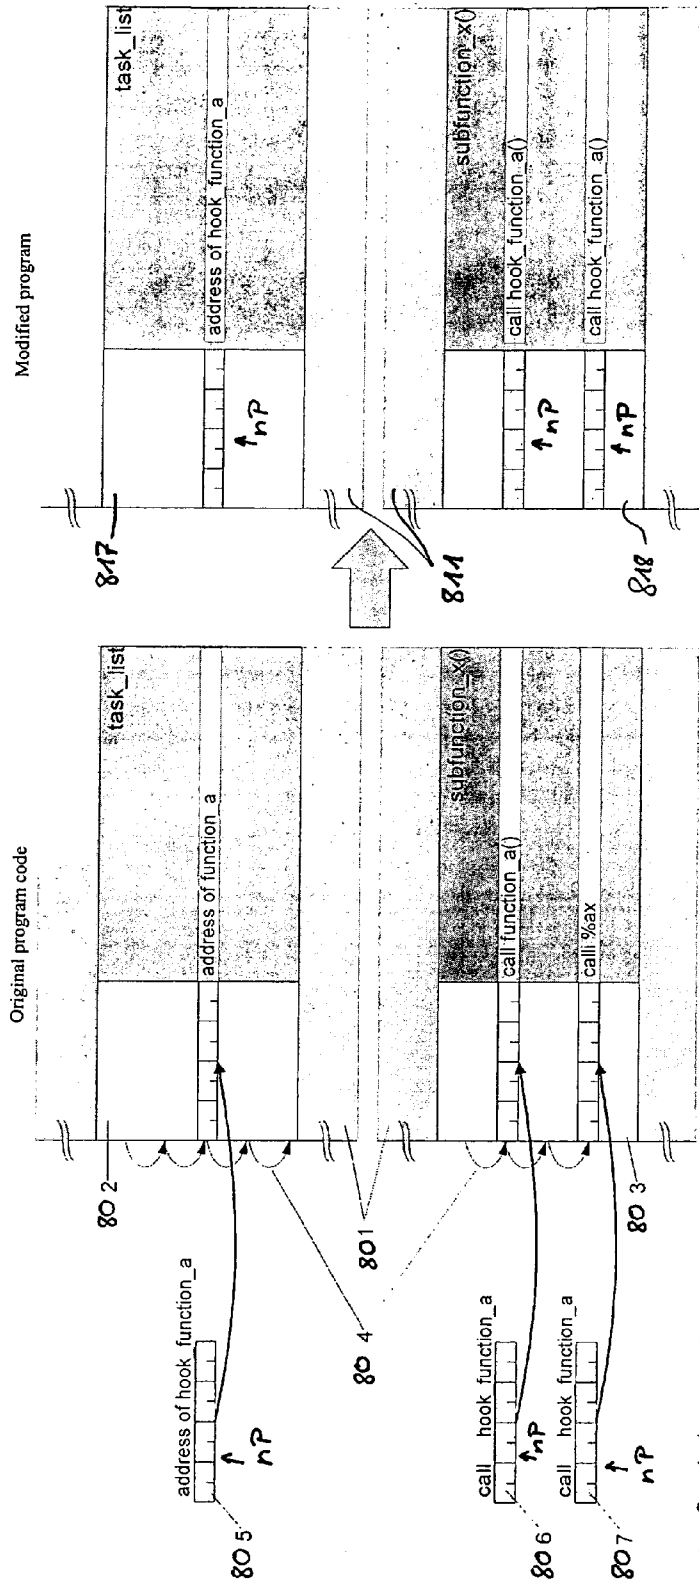 Original program code
Modified program
802
task_list
address of function_a
805
address of hook_function_a
nP
804
801
803
subfunction_x()
call function_a()
calli %ax
806
call hook_function_a
nP
807
call hook_function_a
nP
817
task_list
address of hook_function_a
nP
811
818
subfunction_x()
call hook_function_a()
nP
call hook_function_a()
nP